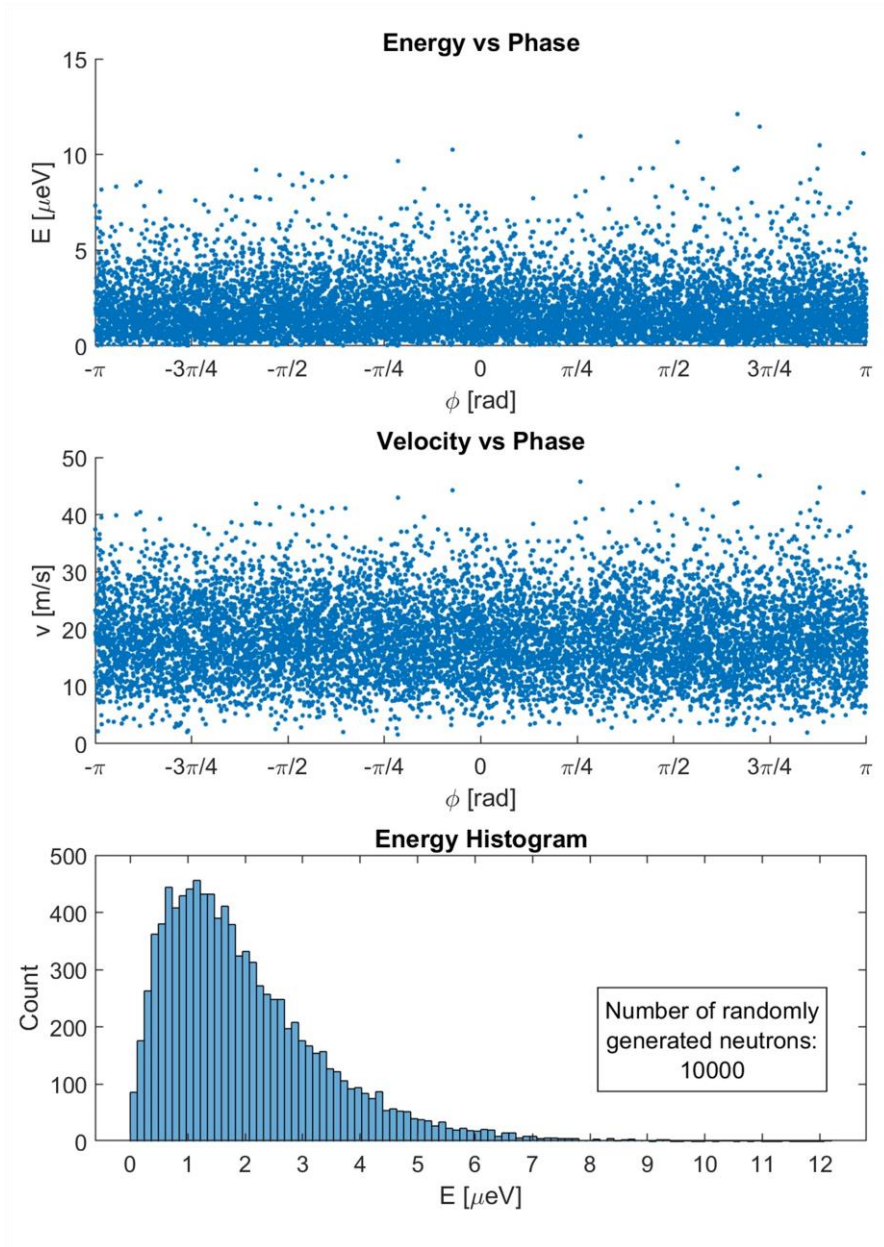 Energy vs Phase
15
10
5
0
E [μeV]
-π -3π/4 -π/2 -π/4 0 π/4 π/2 3π/4 π
ϕ [rad]
Velocity vs Phase
50
40
30
20
10
0
v [m/s]
-π -3π/4 -π/2 -π/4 0 π/4 π/2 3π/4 π
ϕ [rad]
Energy Histogram
500
400
300
200
100
0
Count
Number of randomly
generated neutrons:
10000
0 1 2 3 4 5 6 7 8 9 10 11 12
E [μeV]